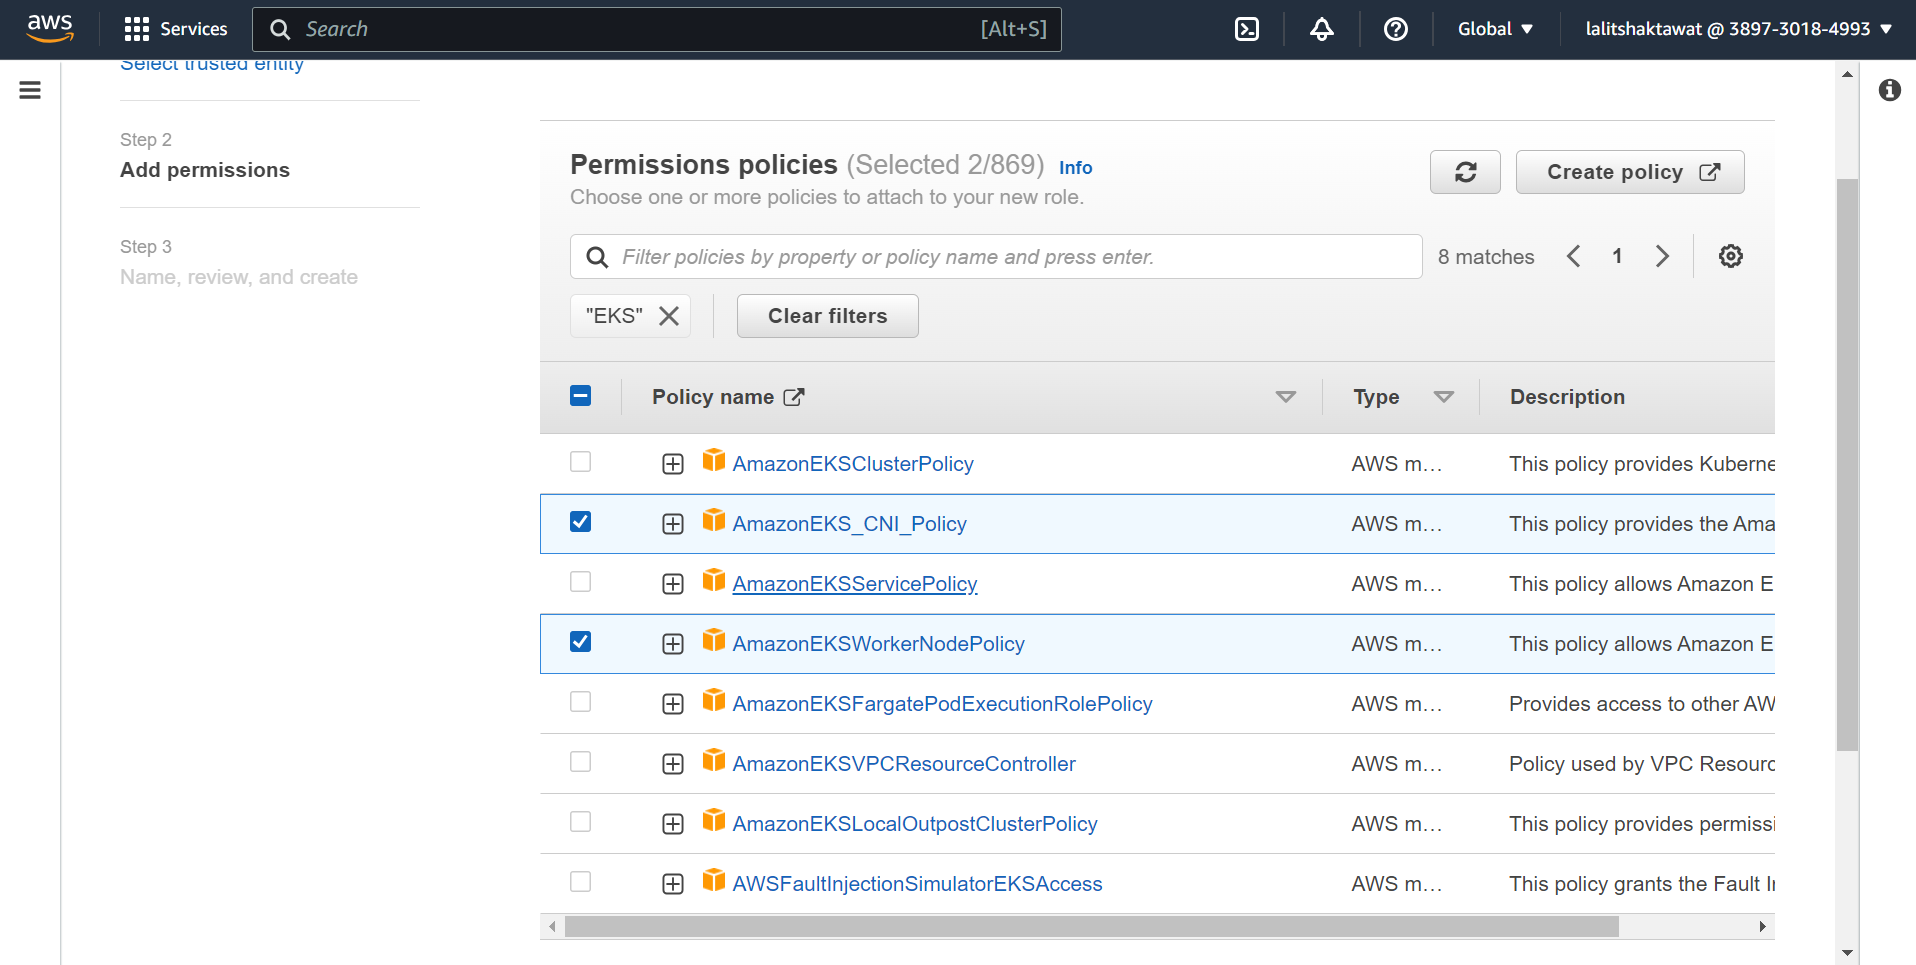 aws Services Search [Alt+S] Global lalitshaktawat @ 3897-3018-4993
Select trusted entity
Step 2
Add permissions
Step 3
Name, review, and create
Permissions policies (Selected 2/869) Info
Choose one or more policies to attach to your new role.
Create policy
Filter policies by property or policy name and press enter.
8 matches 1
"EKS" Clear filters
Policy name Type Description
AmazonEKSClusterPolicy AWS m... This policy provides Kuberne
AmazonEKS_CNI_Policy AWS m... This policy provides the Ama
AmazonEKSServicePolicy AWS m... This policy allows Amazon E
AmazonEKSWorkerNodePolicy AWS m... This policy allows Amazon E
AmazonEKSFargatePodExecutionRolePolicy AWS m... Provides access to other AW
AmazonEKSVPCResourceController AWS m... Policy used by VPC Resourc
AmazonEKSLocalOutpostClusterPolicy AWS m... This policy provides permissi
AWSFaultInjectionSimulatorEKSAccess AWS m... This policy grants the Fault I